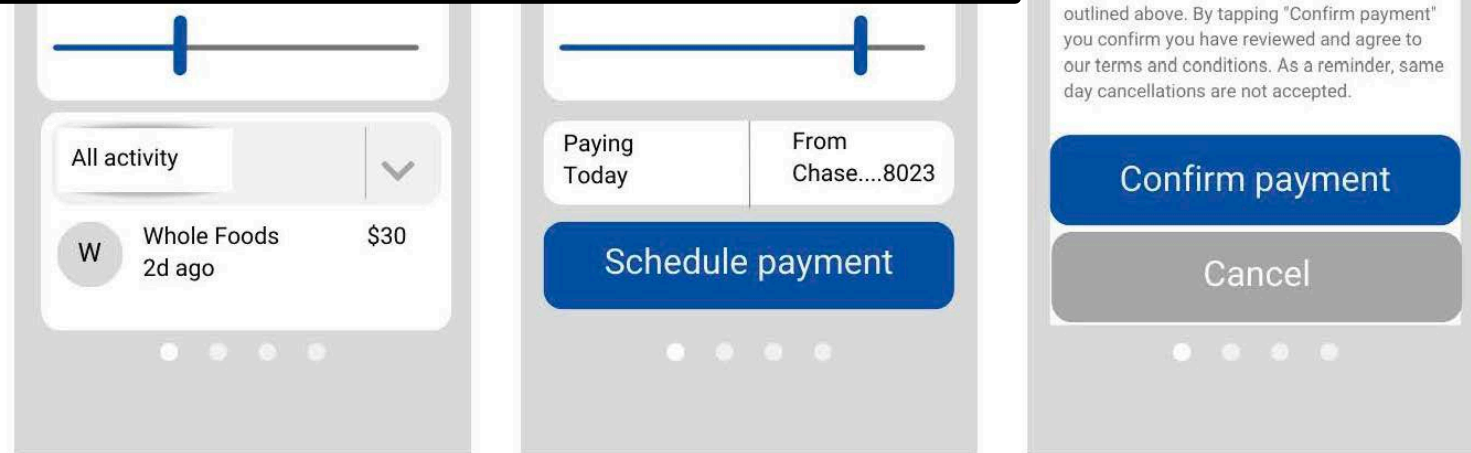 All activity
W
Whole Foods
2d ago
$30
Paying
Today
From
Chase....8023
Schedule payment
outlined above. By tapping "Confirm payment"
you confirm you have reviewed and agree to
our terms and conditions. As a reminder, same
day cancellations are not accepted.
Confirm payment
Cancel